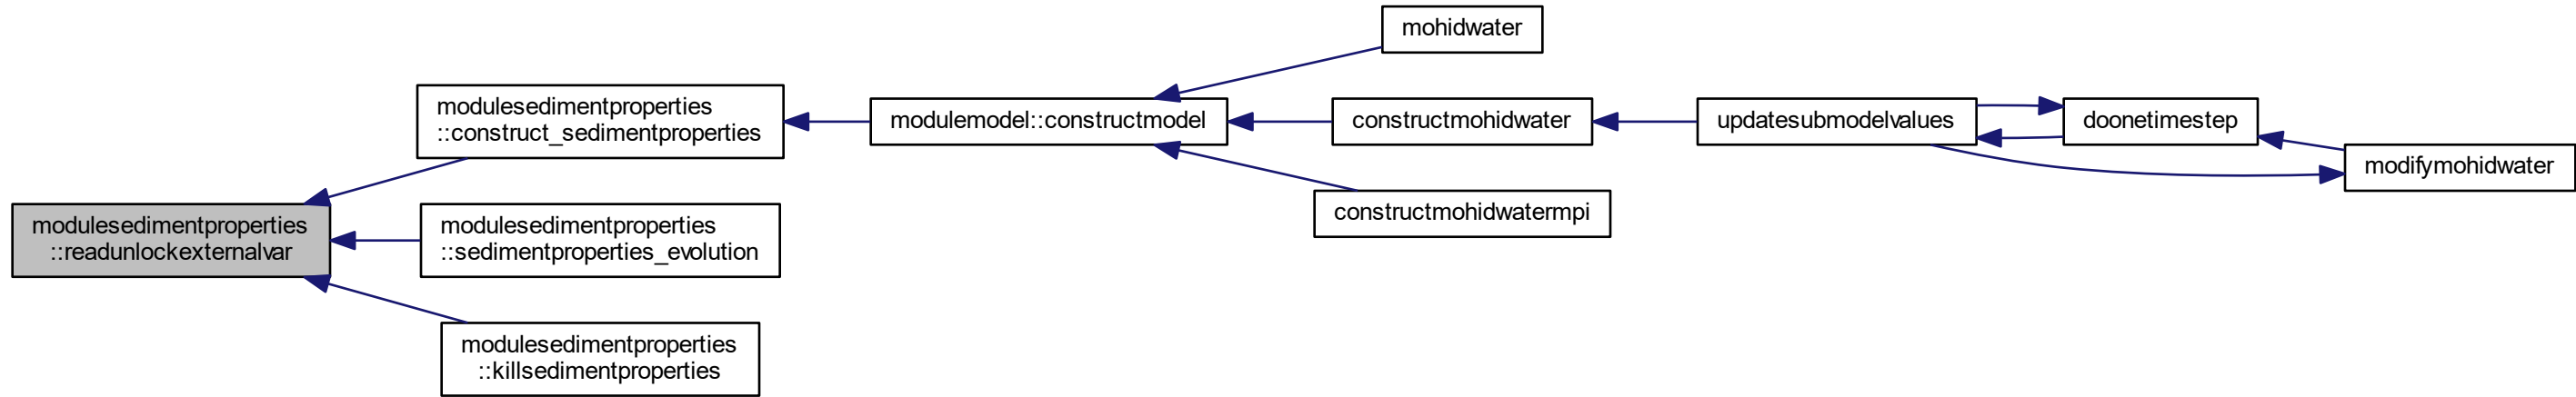 mohidwater
modulesedimentproperties
::construct_sedimentproperties
modulemodel::constructmodel
constructmohidwater
updatesubmodelvalues
doonetimestep
modifymohidwater
constructmohidwatermpi
modulesedimentproperties
::readunlockexternalvar
modulesedimentproperties
::sedimentproperties_evolution
modulesedimentproperties
::killsedimentproperties